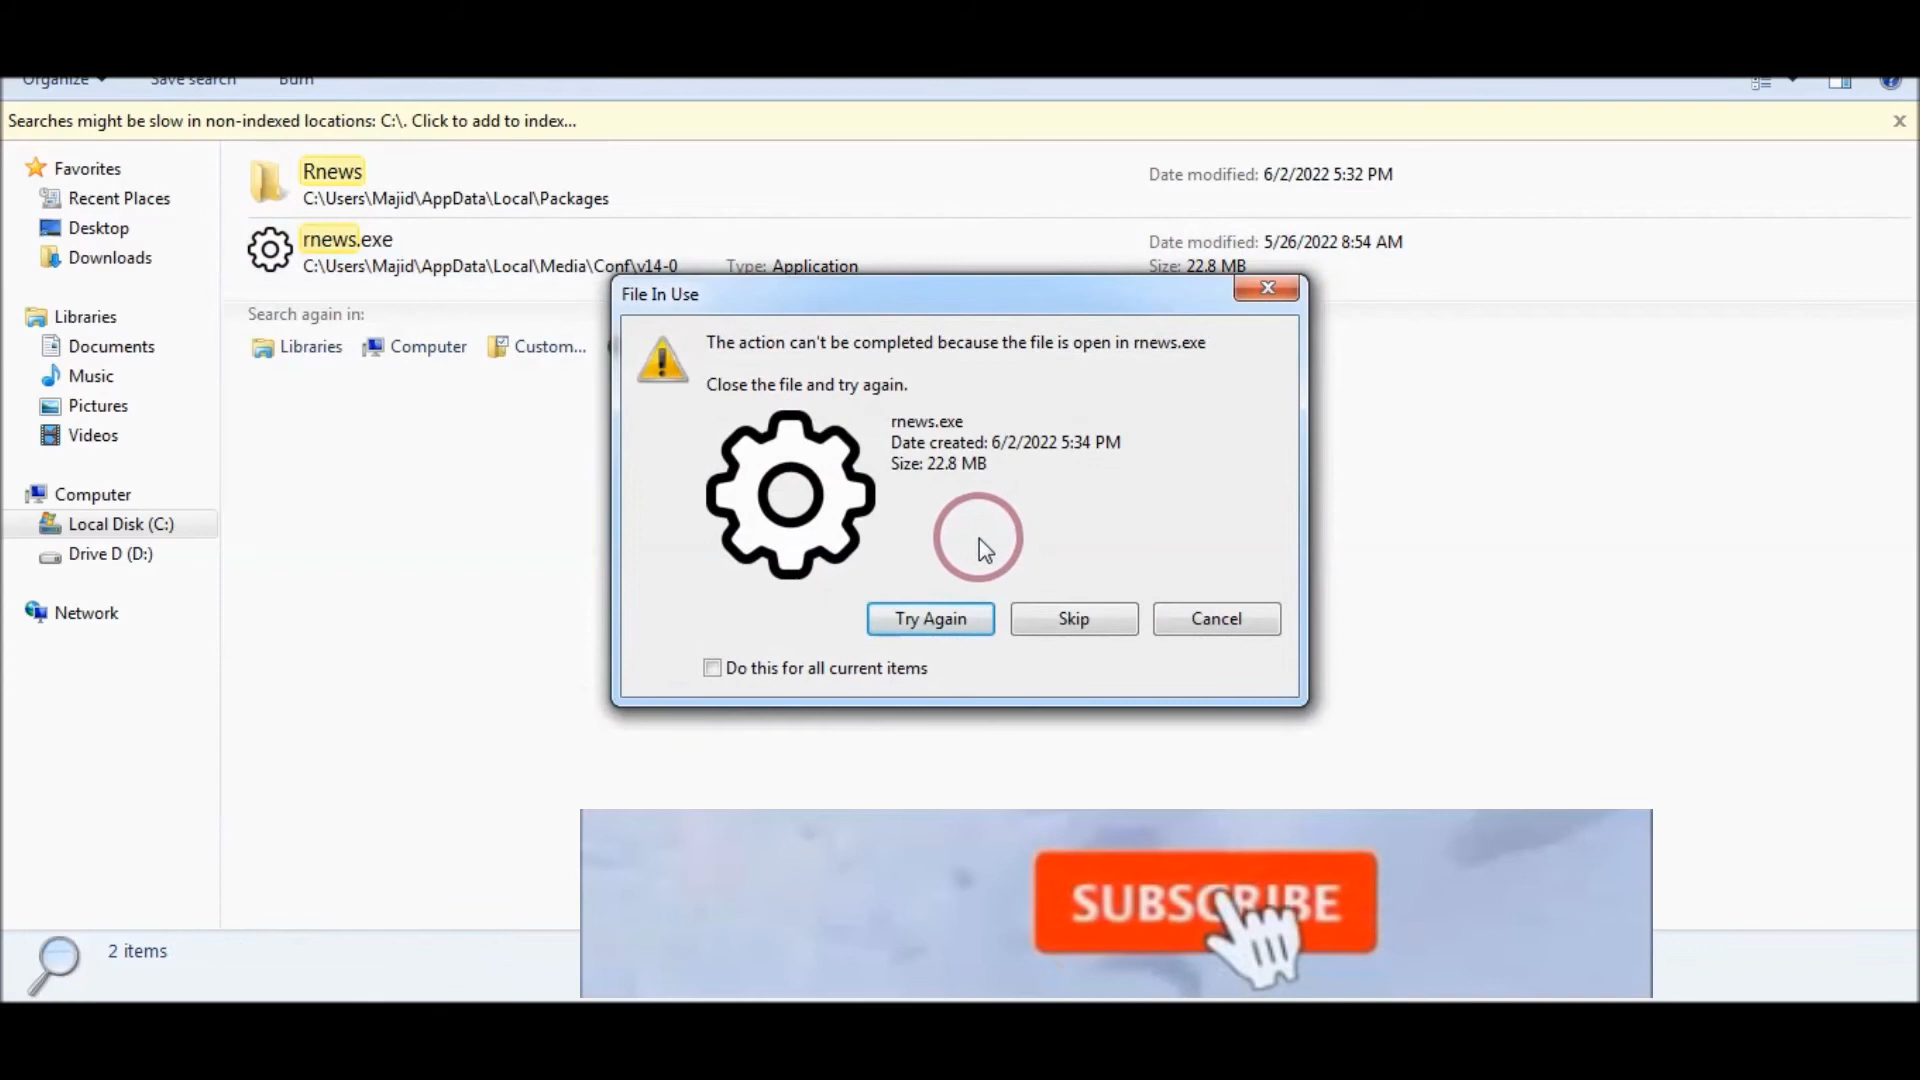 Organize
Save search
Burn
Searches might be slow in non-indexed locations: C:\. Click to add to index...
Favorites
Recent Places
Desktop
Downloads
Libraries
Documents
Music
Pictures
Videos
Computer
Local Disk (C:)
Drive D (D:)
Network
Rnews
C:\Users\Majid\AppData\Local\Packages
Date modified: 6/2/2022 5:32 PM
rnews.exe
C:\Users\Majid\AppData\Local\Media\Conf\v14-0
Type: Application
Date modified: 5/26/2022 8:54 AM
Size: 22.8 MB
Search again in:
Libraries
Computer
Custom...
File In Use
The action can't be completed because the file is open in rnews.exe
Close the file and try again.
rnews.exe
Date created: 6/2/2022 5:34 PM
Size: 22.8 MB
Try Again
Skip
Cancel
Do this for all current items
SUBSCRIBE
2 items